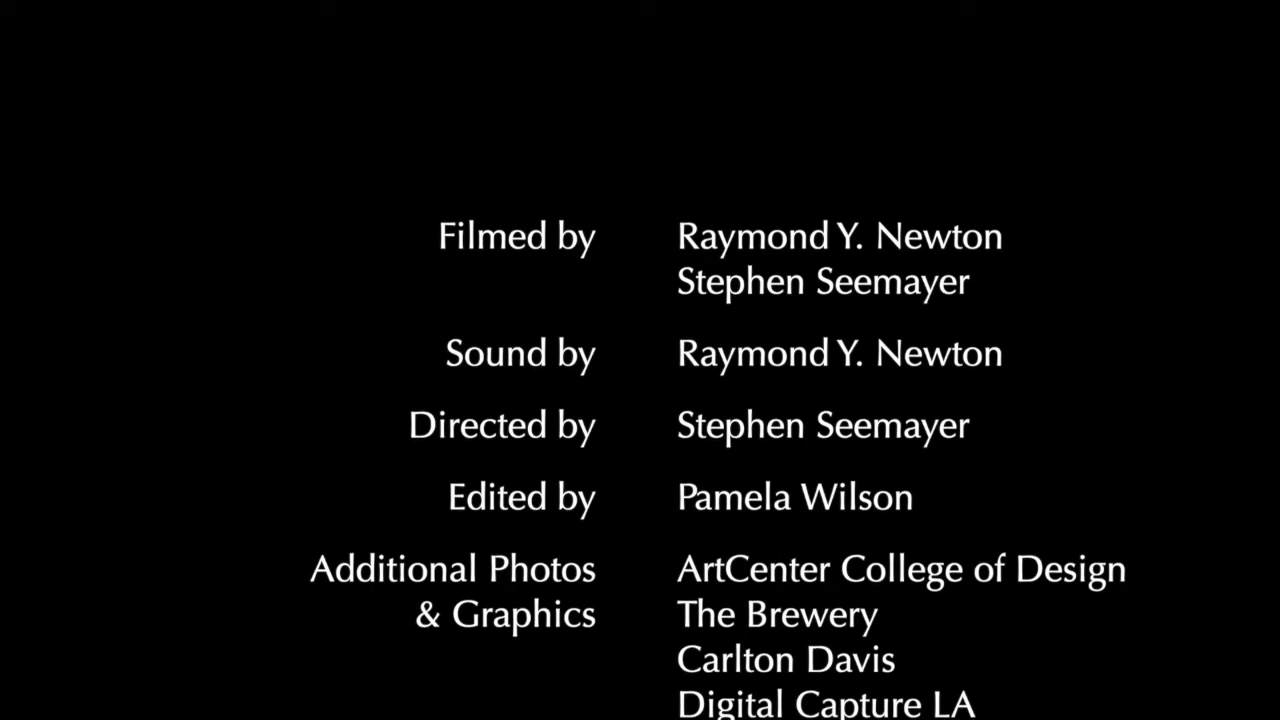 Filmed by Raymond Y. Newton
Stephen Seemayer
Sound by Raymond Y. Newton
Directed by Stephen Seemayer
Edited by Pamela Wilson
Additional Photos ArtCenter College of Design
& Graphics The Brewery
Carlton Davis
Digital Capture LA